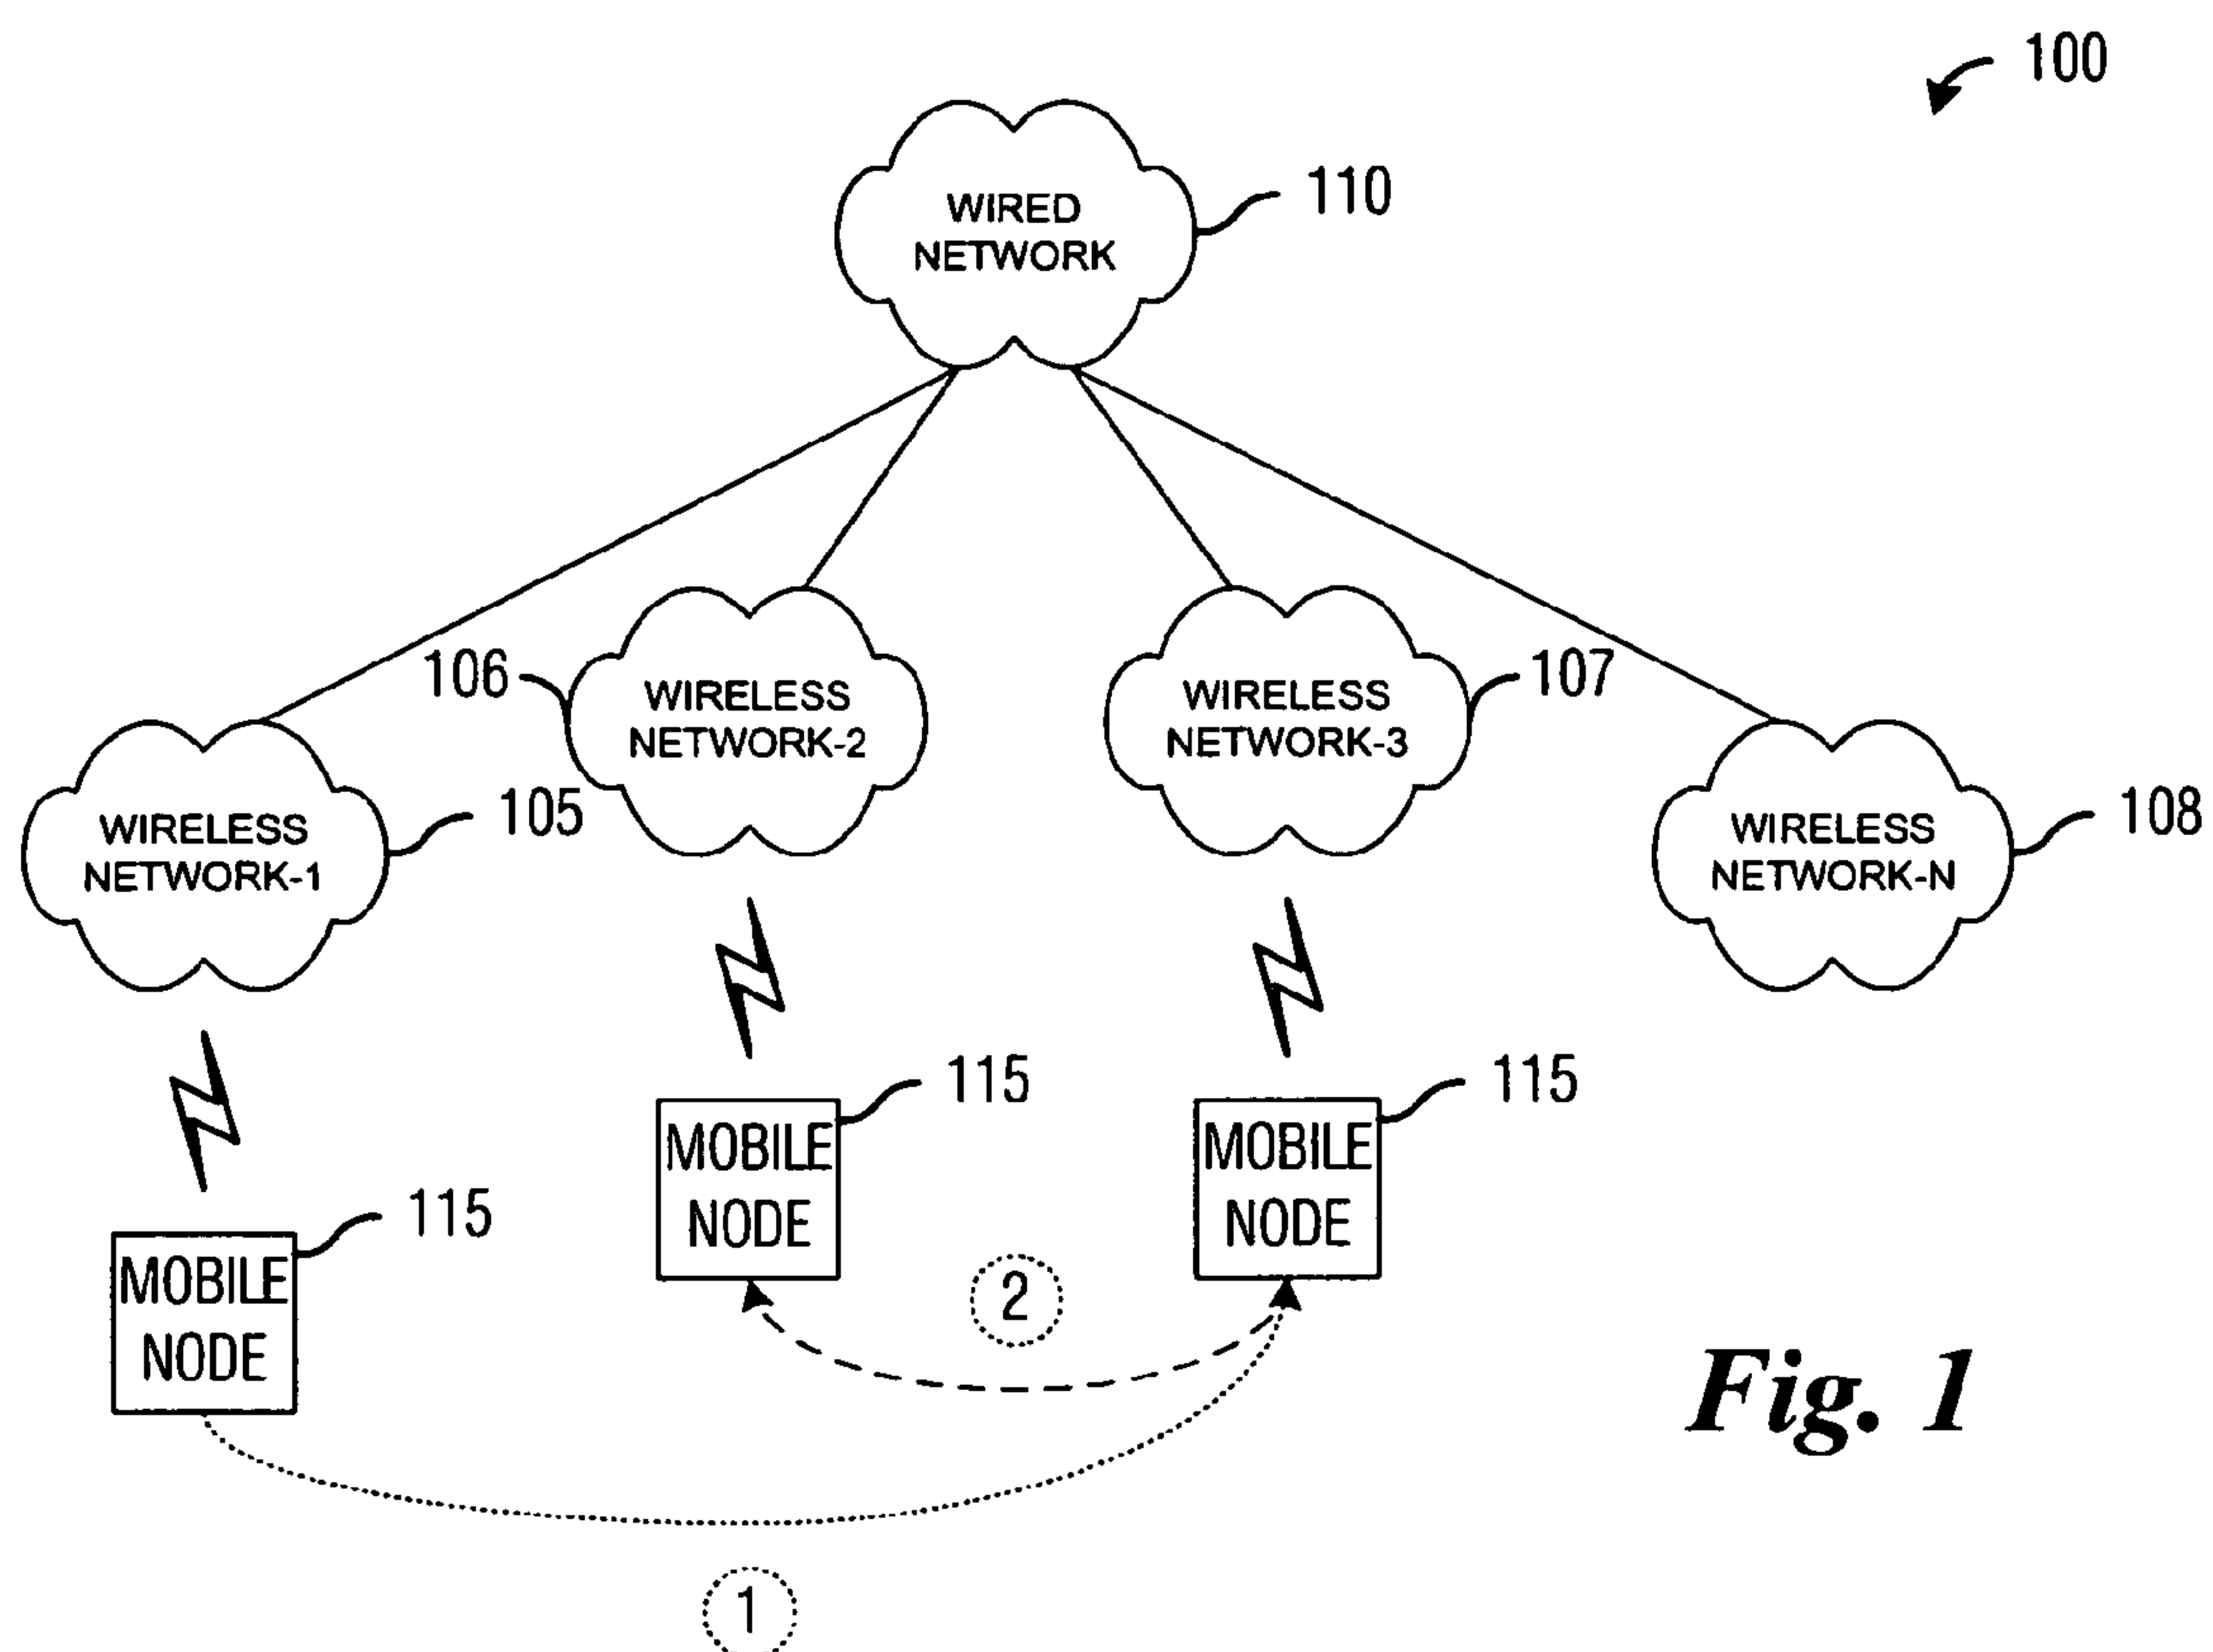 100
WIRED
NETWORK
110
106
WIRELESS
NETWORK-2
WIRELESS
NETWORK-3
107
WIRELESS
NETWORK-1
105
WIRELESS
NETWORK-N
108
115
115
MOBILE
NODE
MOBILE
NODE
115
MOBILE
NODE
2
Fig. 1
1